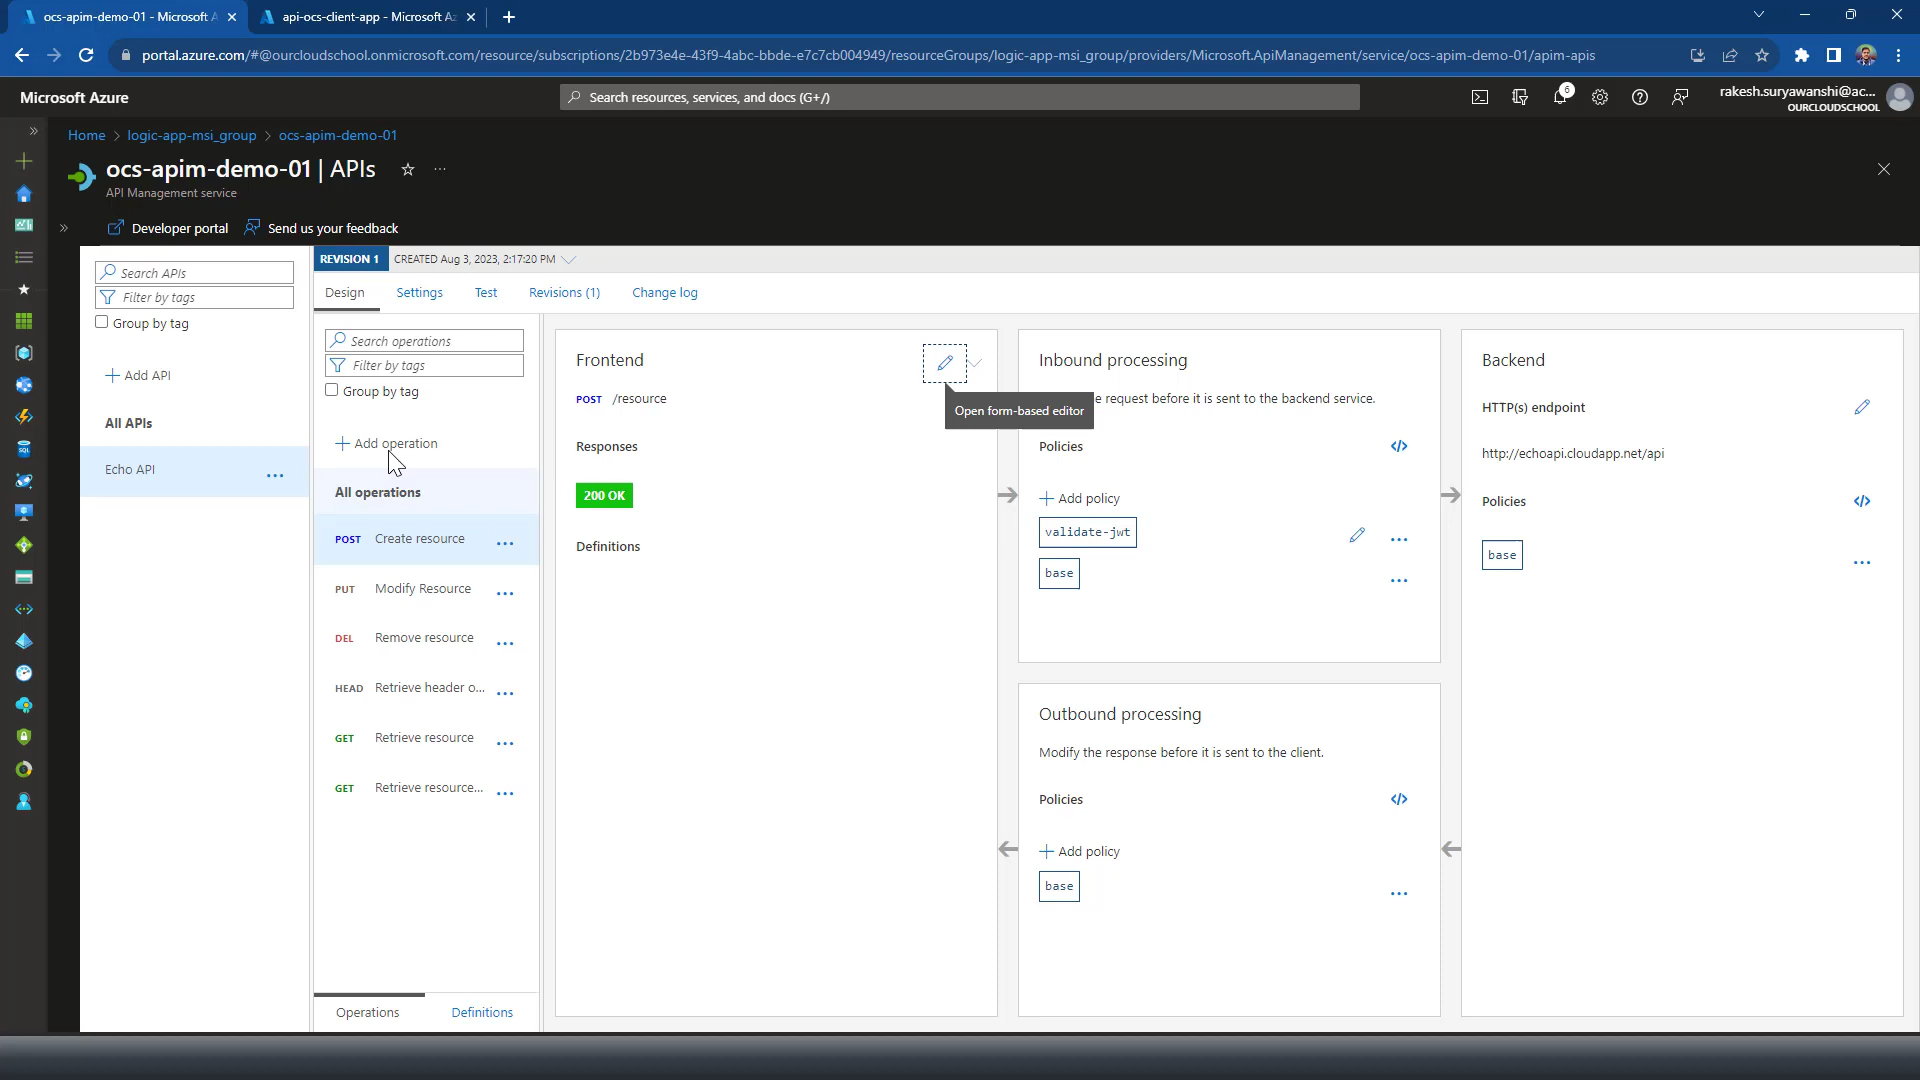 ocs-apim-demo-01 - Microsoft A
api-ocs-client-app - Microsoft Az
portal.azure.com/#@ourcloudschool.onmicrosoft.com/resource/subscriptions/2b973e4e-43f9-4abc-bbde-e7c7cb004949/resourceGroups/logic-app-msi_group/providers/Microsoft.ApiManagement/service/ocs-apim-demo-01/apim-apis
Microsoft Azure
Search resources, services, and docs (G+/)
6
rakesh.suryawanshi@ac...
OURCLOUDSCHOOL
Home > logic-app-msi_group > ocs-apim-demo-01
ocs-apim-demo-01 | APIs
API Management service
Developer portal
Send us your feedback
Search APIs
Filter by tags
Group by tag
Add API
All APIs
Echo API
REVISION 1
CREATED Aug 3, 2023, 2:17:20 PM
Design
Settings
Test
Revisions (1)
Change log
Search operations
Filter by tags
Group by tag
Add operation
All operations
POST Create resource
PUT Modify Resource
DEL Remove resource
HEAD Retrieve header o...
GET Retrieve resource
GET Retrieve resource...
Operations
Definitions
Frontend
POST /resource
Responses
200 OK
Definitions
Open form-based editor
Inbound processing
request before it is sent to the backend service.
Policies
</>
Add policy
validate-jwt
base
Outbound processing
Modify the response before it is sent to the client.
Policies
</>
Add policy
base
Backend
HTTP(s) endpoint
http://echoapi.cloudapp.net/api
Policies
</>
base